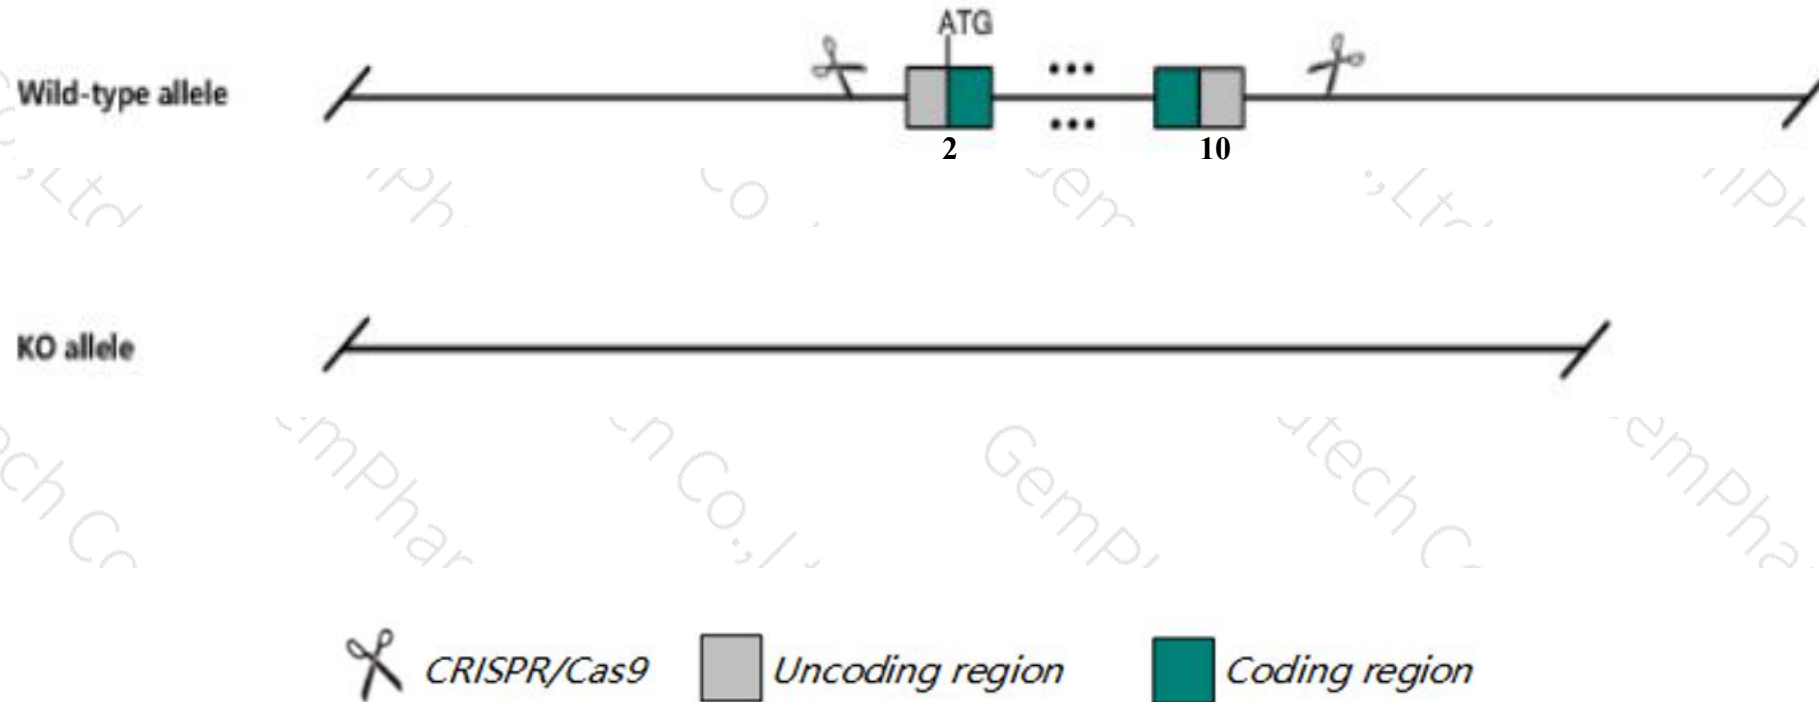 ATG
Wild-type allele
2
10
KO allele
CRISPR/Cas9
Uncoding region
Coding region